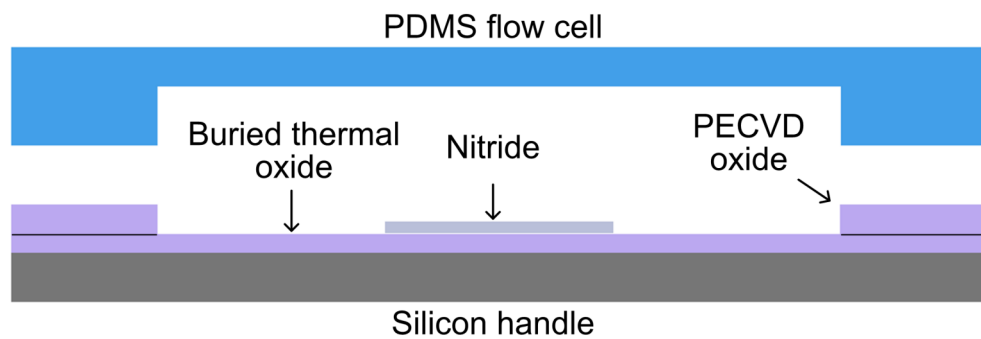 PDMS flow cell
Buried thermal
oxide
Nitride
PECVD
oxide
Silicon handle